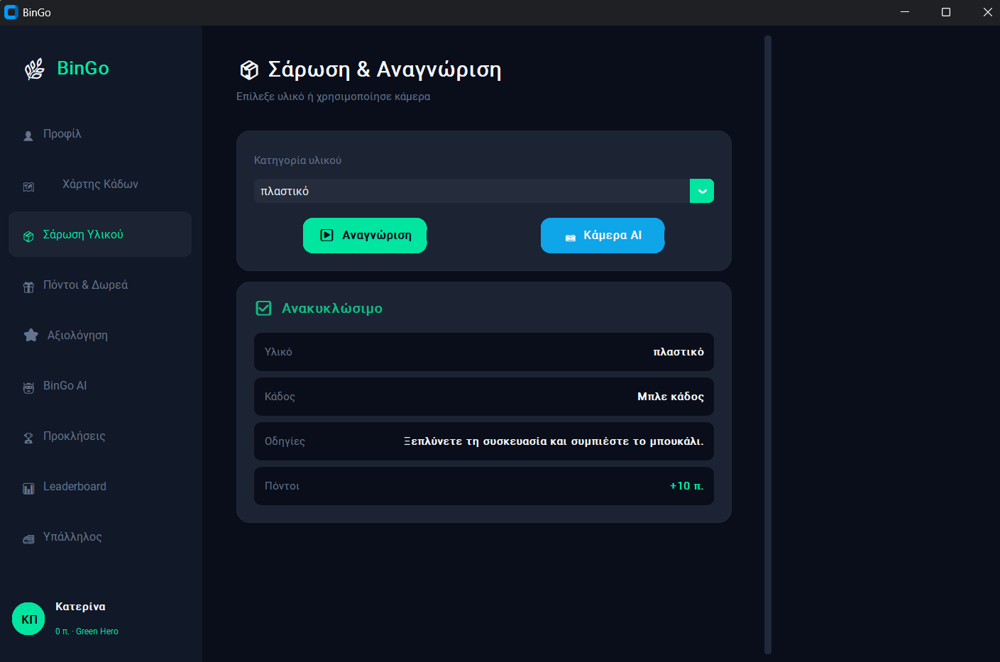 BinGo
BinGo
Προφίλ
Χάρτης Κάδων
Σάρωση Υλικού
Πόντοι & Δωρεά
Αξιολόγηση
BinGo AI
Προκλήσεις
Leaderboard
Υπάλληλος
ΚΠ
Κατερίνα
0 π. · Green Hero
Σάρωση & Αναγνώριση
Επίλεξε υλικό ή χρησιμοποίησε κάμερα
Κατηγορία υλικού
πλαστικό
Αναγνώριση
Κάμερα AI
Ανακυκλώσιμο
Υλικό πλαστικό
Κάδος Μπλε κάδος
Οδηγίες Ξεπλύνετε τη συσκευασία και συμπιέστε το μπουκάλι.
Πόντοι +10 π.